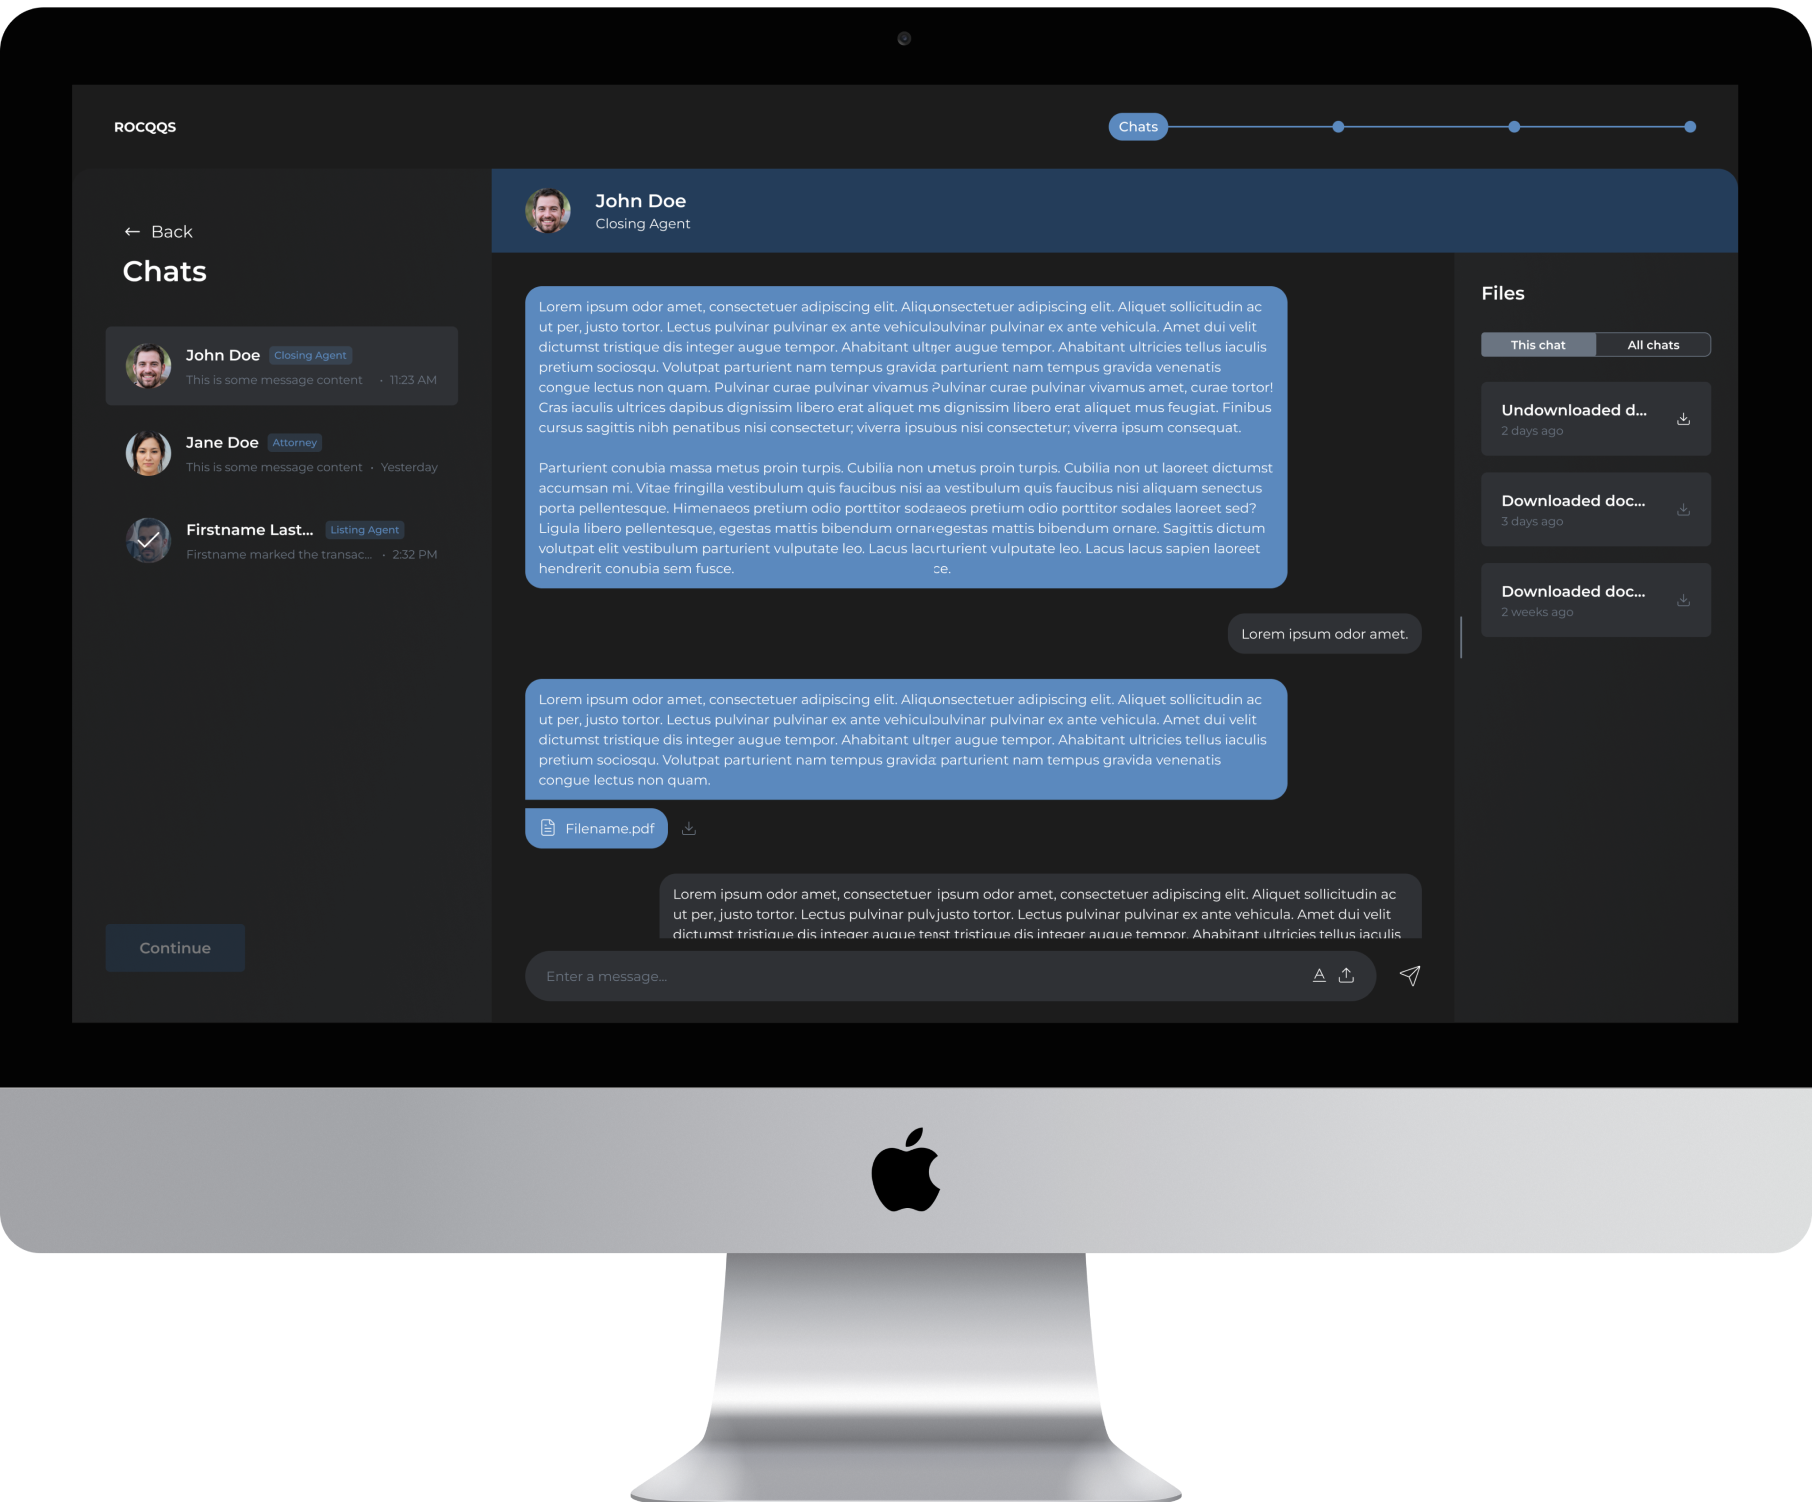 ROCQQS
Chats
← Back
Chats
John Doe Closing Agent
This is some message content • 11:23 AM
Jane Doe Attorney
This is some message content • Yesterday
Firstname Last... Listing Agent
Firstname marked the transac... • 2:32 PM
Continue
John Doe
Closing Agent
Lorem ipsum odor amet, consectetuer adipiscing elit. Aliquonsectetuer adipiscing elit. Aliquet sollicitudin ac
ut per, justo tortor. Lectus pulvinar pulvinar ex ante vehiculpulvinar pulvinar ex ante vehicula. Amet dui velit
dictumst tristique dis integer augue tempor. Ahabitant ultger augue tempor. Ahabitant ultricies tellus iaculis
pretium sociosqu. Volutpat parturient nam tempus gravida parturient nam tempus gravida venenatis
congue lectus non quam. Pulvinar curae pulvinar vivamus Pulvinar curae pulvinar vivamus amet, curae tortor!
Cras iaculis ultrices dapibus dignissim libero erat aliquet ms dignissim libero erat aliquet mus feugiat. Finibus
cursus sagittis nibh penatibus nisi consectetur; viverra ipsubus nisi consectetur; viverra ipsum consequat.
Parturient conubia massa metus proin turpis. Cubilia non umetus proin turpis. Cubilia non ut laoreet dictumst
accumsan mi. Vitae fringilla vestibulum quis faucibus nisi aa vestibulum quis faucibus nisi aliquam senectus
porta pellentesque. Himenaeos pretium odio porttitor sodaaeos pretium odio porttitor sodales laoreet sed?
Ligula libero pellentesque, egestas mattis bibendum ornaregestas mattis bibendum ornare. Sagittis dictum
volutpat elit vestibulum parturient vulputate leo. Lacus lacurturient vulputate leo. Lacus lacus sapien laoreet
hendrerit conubia sem fusce. ce.
Lorem ipsum odor amet.
Lorem ipsum odor amet, consectetuer adipiscing elit. Aliquonsectetuer adipiscing elit. Aliquet sollicitudin ac
ut per, justo tortor. Lectus pulvinar pulvinar ex ante vehiculpulvinar pulvinar ex ante vehicula. Amet dui velit
dictumst tristique dis integer augue tempor. Ahabitant ultger augue tempor. Ahabitant ultricies tellus iaculis
pretium sociosqu. Volutpat parturient nam tempus gravida parturient nam tempus gravida venenatis
congue lectus non quam.
Filename.pdf
Lorem ipsum odor amet, consectetuer ipsum odor amet, consectetuer adipiscing elit. Aliquet sollicitudin ac
ut per, justo tortor. Lectus pulvinar pulvjusto tortor. Lectus pulvinar pulvinar ex ante vehicula. Amet dui velit
dictumst tristique dis integer augue tenst tristique dis integer augue tempor. Ahabitant ultricies tellus iaculis
Enter a message...
A
Files
This chat All chats
Undownloaded d...
2 days ago
Downloaded doc...
3 days ago
Downloaded doc...
2 weeks ago